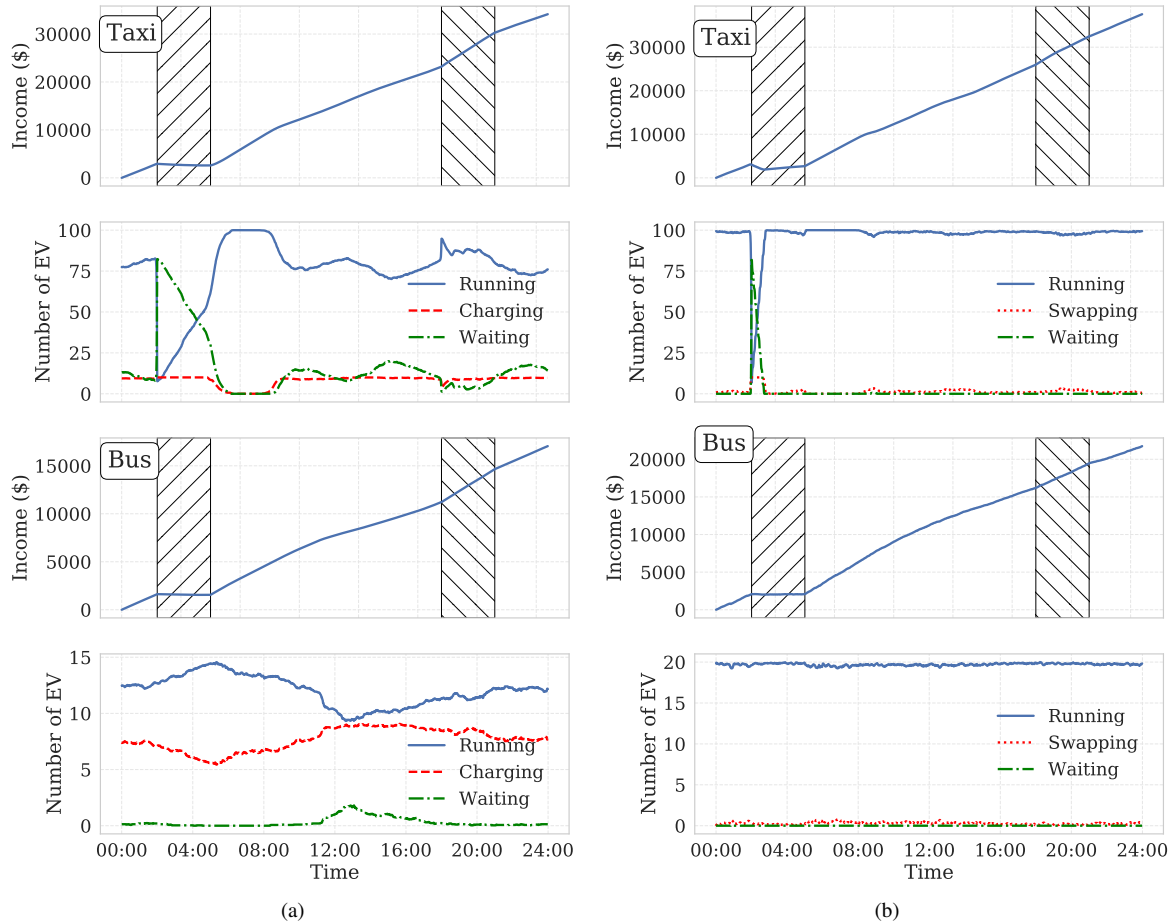 Taxi
Income ($)
30000
20000
10000
0
Taxi
Income ($)
30000
20000
10000
0
Number of EV
100
75
50
25
0
Running
Charging
Waiting
Number of EV
100
75
50
25
0
Running
Swapping
Waiting
Bus
Income ($)
15000
10000
5000
0
Bus
Income ($)
20000
15000
10000
5000
0
Number of EV
15
10
5
0
Running
Charging
Waiting
00:00 04:00 08:00 12:00 16:00 20:00 24:00
Time
Number of EV
20
15
10
5
0
Running
Swapping
Waiting
00:00 04:00 08:00 12:00 16:00 20:00 24:00
Time
(a)
(b)